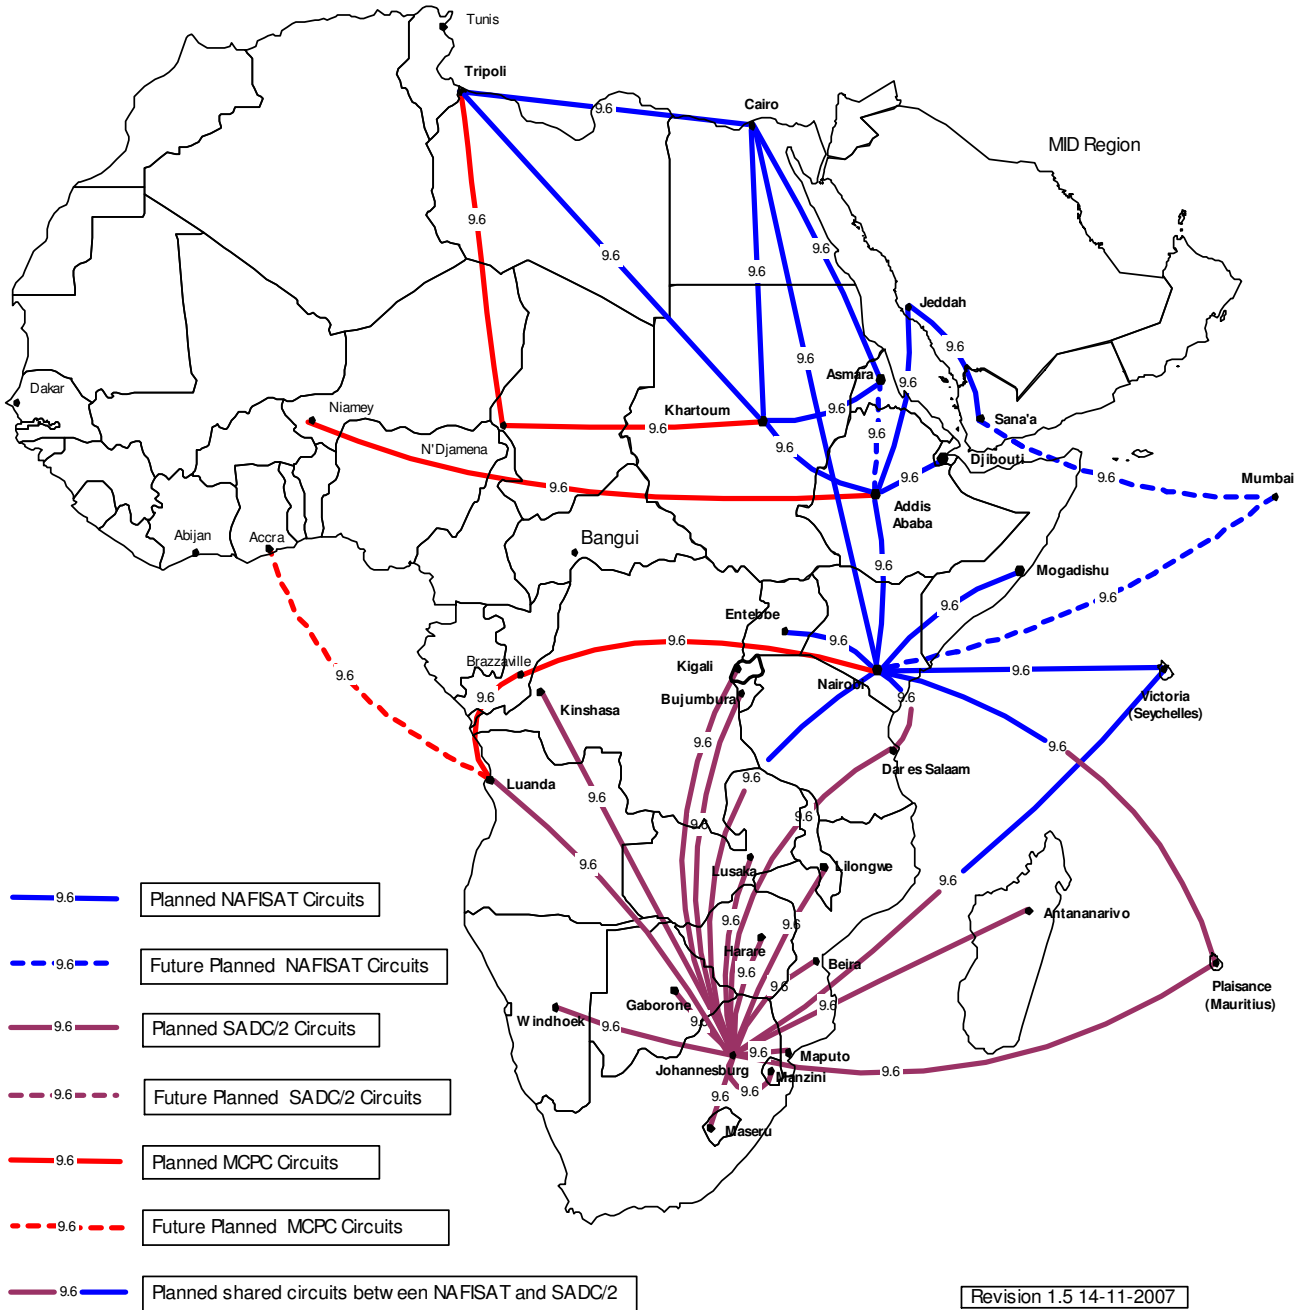 Tunis
Tripoli
9.6
Cairo
MID Region
9.6
9.6
9.6
9.6
Jeddah
9.6
9.6
Asmara
9.6
Dakar
Niamey
Khartoum
9.6
Sana'a
N'Djamena
9.6
9.6
9.6
Djibouti
9.6
9.6
Mumbai
9.6
Addis
Ababa
Abijan
Accra
Bangui
9.6
Mogadishu
9.6
9.6
Entebbe
9.6
9.6
Brazzaville
Kigali
9.6
9.6
Nairobi
9.6
Bujumbura
9.6
Victoria
(Seychelles)
Kinshasa
9.6
9.6
Dar es Salaam
Luanda
9.6
9.6
9.6
9.6
9.6
Lusaka
Lilongwe
9.6
Antananarivo
9.6
9.6
Harare
Beira
9.6
9.6
Gaborone
9.6
Plaisance
(Mauritius)
Windhoek
9.6
9.6
9.6
Maputo
Johannesburg
Manzini
9.6
9.6
9.6
Maseru
9.6 Planned NAFISAT Circuits
9.6 Future Planned NAFISAT Circuits
9.6 Planned SADC/2 Circuits
9.6 Future Planned SADC/2 Circuits
9.6 Planned MCPC Circuits
9.6 Future Planned MCPC Circuits
9.6 Planned shared circuits between NAFISAT and SADC/2
Revision 1.5 14-11-2007